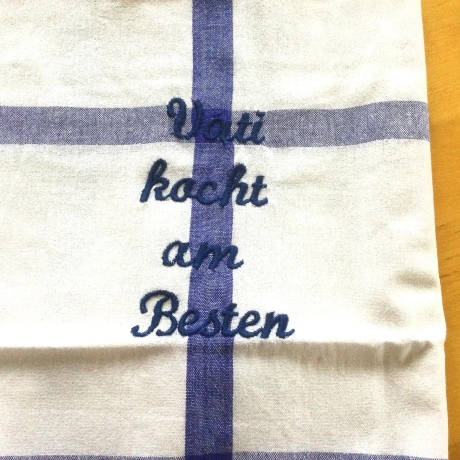 Vati
kocht
am
Besten